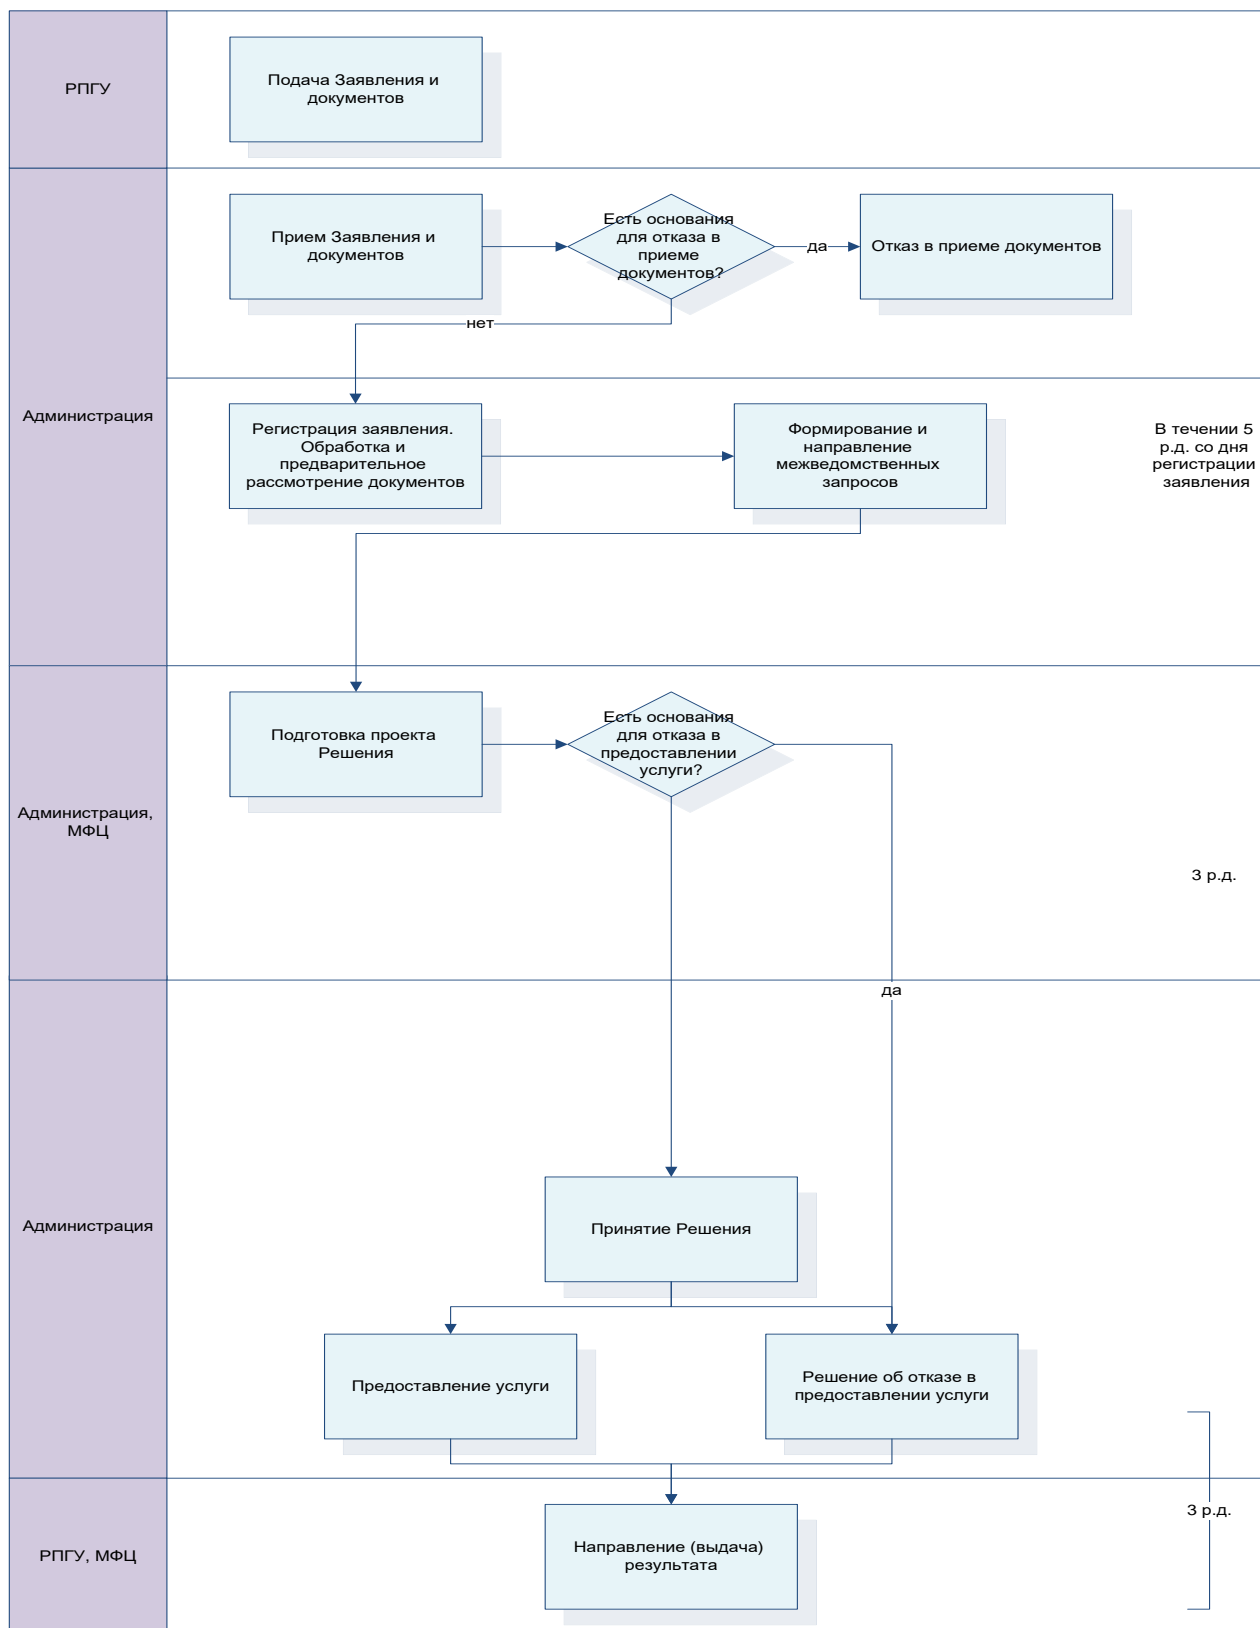 РПГУ
Подача Заявления и
документов
Прием Заявления и
документов
Есть основания
для отказа в
приеме
документов?
да
Отказ в приеме документов
нет
Администрация
Регистрация заявления.
Обработка и
предварительное
рассмотрение документов
Формирование и
направление
межведомственных
запросов
В течении 5
р.д. со дня
регистрации
заявления
Администрация,
МФЦ
Подготовка проекта
Решения
Есть основания
для отказа в
предоставлении
услуги?
3 р.д.
да
Администрация
Принятие Решения
Предоставление услуги
Решение об отказе в
предоставлении услуги
3 р.д.
РПГУ, МФЦ
Направление (выдача)
результата